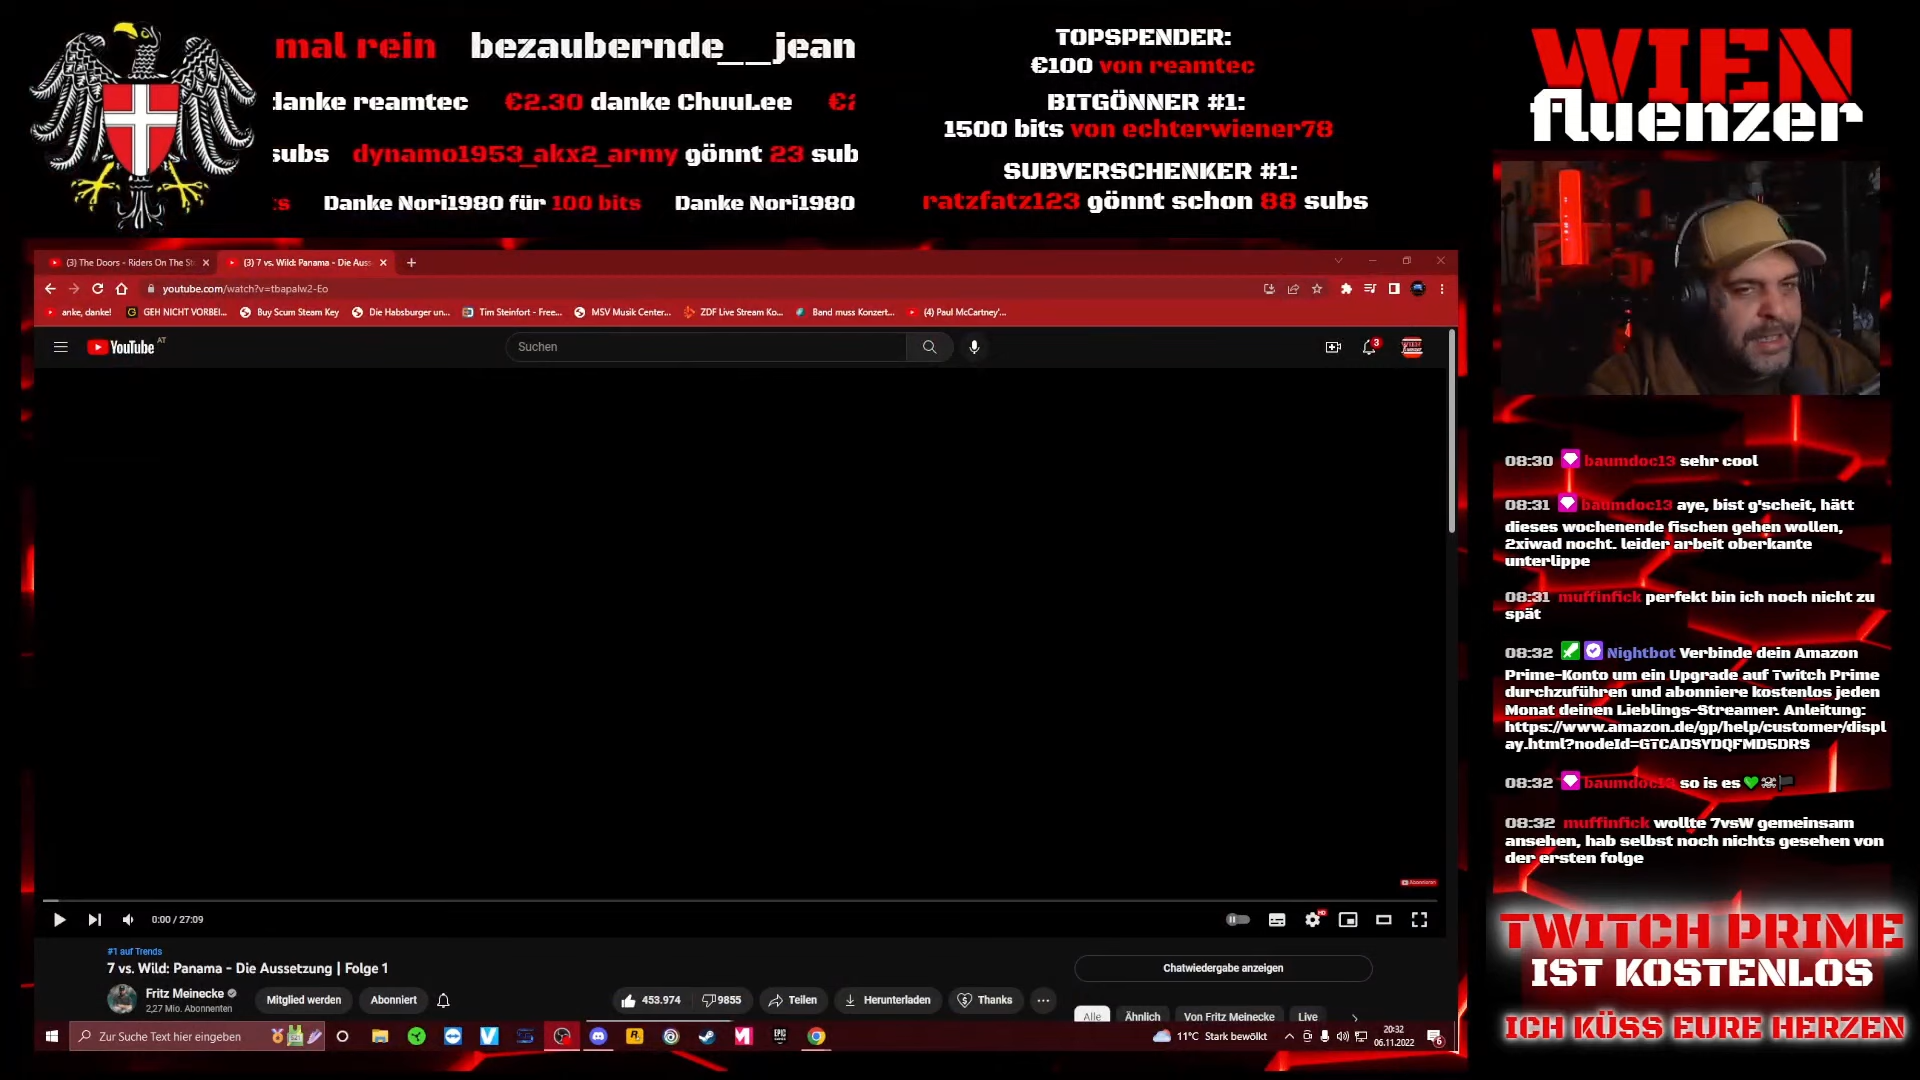 mal rein bezaubernde__jean
danke reamtec €2.30 danke ChuuLee
subs dynamo1953_akx2_army gönnt 23 sub
Danke Nori1980 für 100 bits Danke Nori1980
TOPSPENDER:
€100 von reamtec
BITGÖNNER #1:
1500 bits von echterwiener78
SUBVERSCHENKER #1:
ratzfatz123 gönnt schon 88 subs
WIEN
fluenzer
(3) The Doors - Riders On The St
(3) 7 vs. Wild: Panama - Die Aus
youtube.com/watch?v=tbapalw2-Eo
anke, danke! GEH NICHT VORBEI... Buy Scum Steam Key Die Habsburger un... Tim Steinfort - Free... MSV Musik Center... ZDF Live Stream Ko... Band muss Konzert... (4) Paul McCartney'...
YouTube AT
Suchen
3
08:30 baumdoc13 sehr cool
08:31 baumdoc13 aye, bist g'scheit, hätt
dieses wochenende fischen gehen wollen,
2xiwad nocht. leider arbeit oberkante
unterlippe
08:31 muffinfick perfekt bin ich noch nicht zu
spät
08:32 Nightbot Verbinde dein Amazon
Prime-Konto um ein Upgrade auf Twitch Prime
durchzuführen und abonniere kostenlos jeden
Monat deinen Lieblings-Streamer. Anleitung:
https://www.amazon.de/gp/help/customer/displ
ay.html?nodeId=GTCADSYDQFMD5DRS
08:32 baumdoc13 so is es
08:32 muffinfick wollte 7vsW gemeinsam
ansehen, hab selbst noch nichts gesehen von
der ersten folge
Abonnieren
0:00 / 27:09
HD
#1 auf Trends
7 vs. Wild: Panama - Die Aussetzung | Folge 1
Fritz Meinecke
2,27 Mio. Abonnenten
Mitglied werden Abonniert 453.974 9855 Teilen Herunterladen Thanks
Chatwiedergabe anzeigen
Alle Ähnlich Von Fritz Meinecke Live
Zur Suche Text hier eingeben
EPIC
11°C Stark bewölkt
20:32
06.11.2022
6
TWITCH PRIME
IST KOSTENLOS
ICH KÜSS EURE HERZEN